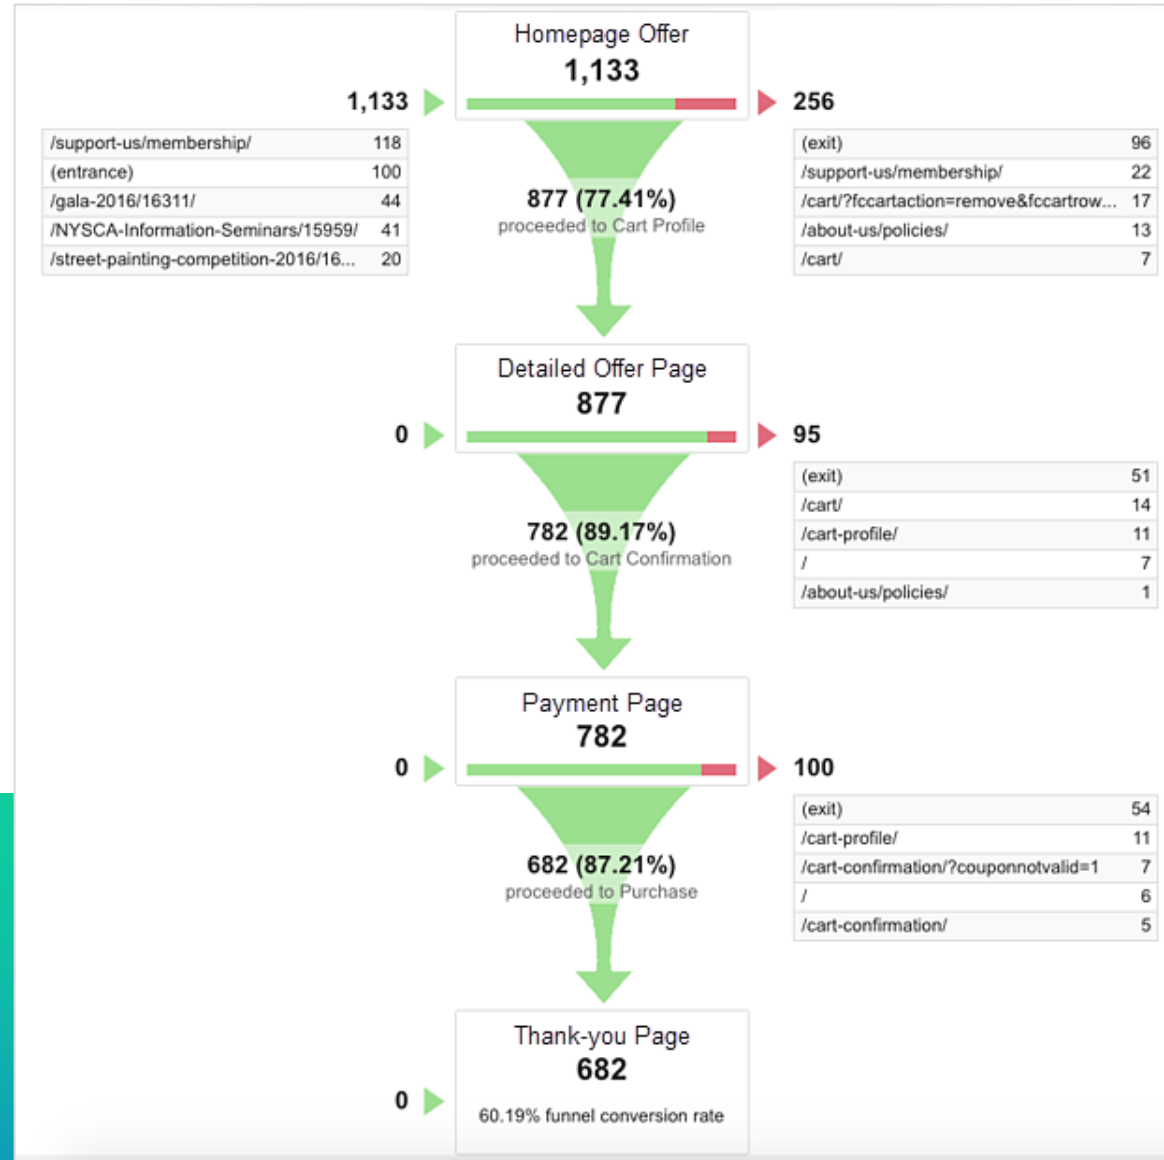 Homepage Offer
1,133
1,133
256
/support-us/membership/ 118
(entrance) 100
/gala-2016/16311/ 44
/NYSCA-Information-Seminars/15959/ 41
/street-painting-competition-2016/16... 20
(exit) 96
/support-us/membership/ 22
/cart/?fccartaction=remove&fccartrow... 17
/about-us/policies/ 13
/cart/ 7
877 (77.41%)
proceeded to Cart Profile
Detailed Offer Page
877
0
95
(exit) 51
/cart/ 14
/cart-profile/ 11
/ 7
/about-us/policies/ 1
782 (89.17%)
proceeded to Cart Confirmation
Payment Page
782
0
100
(exit) 54
/cart-profile/ 11
/cart-confirmation/?couponnotvalid=1 7
/ 6
/cart-confirmation/ 5
682 (87.21%)
proceeded to Purchase
Thank-you Page
682
0
60.19% funnel conversion rate